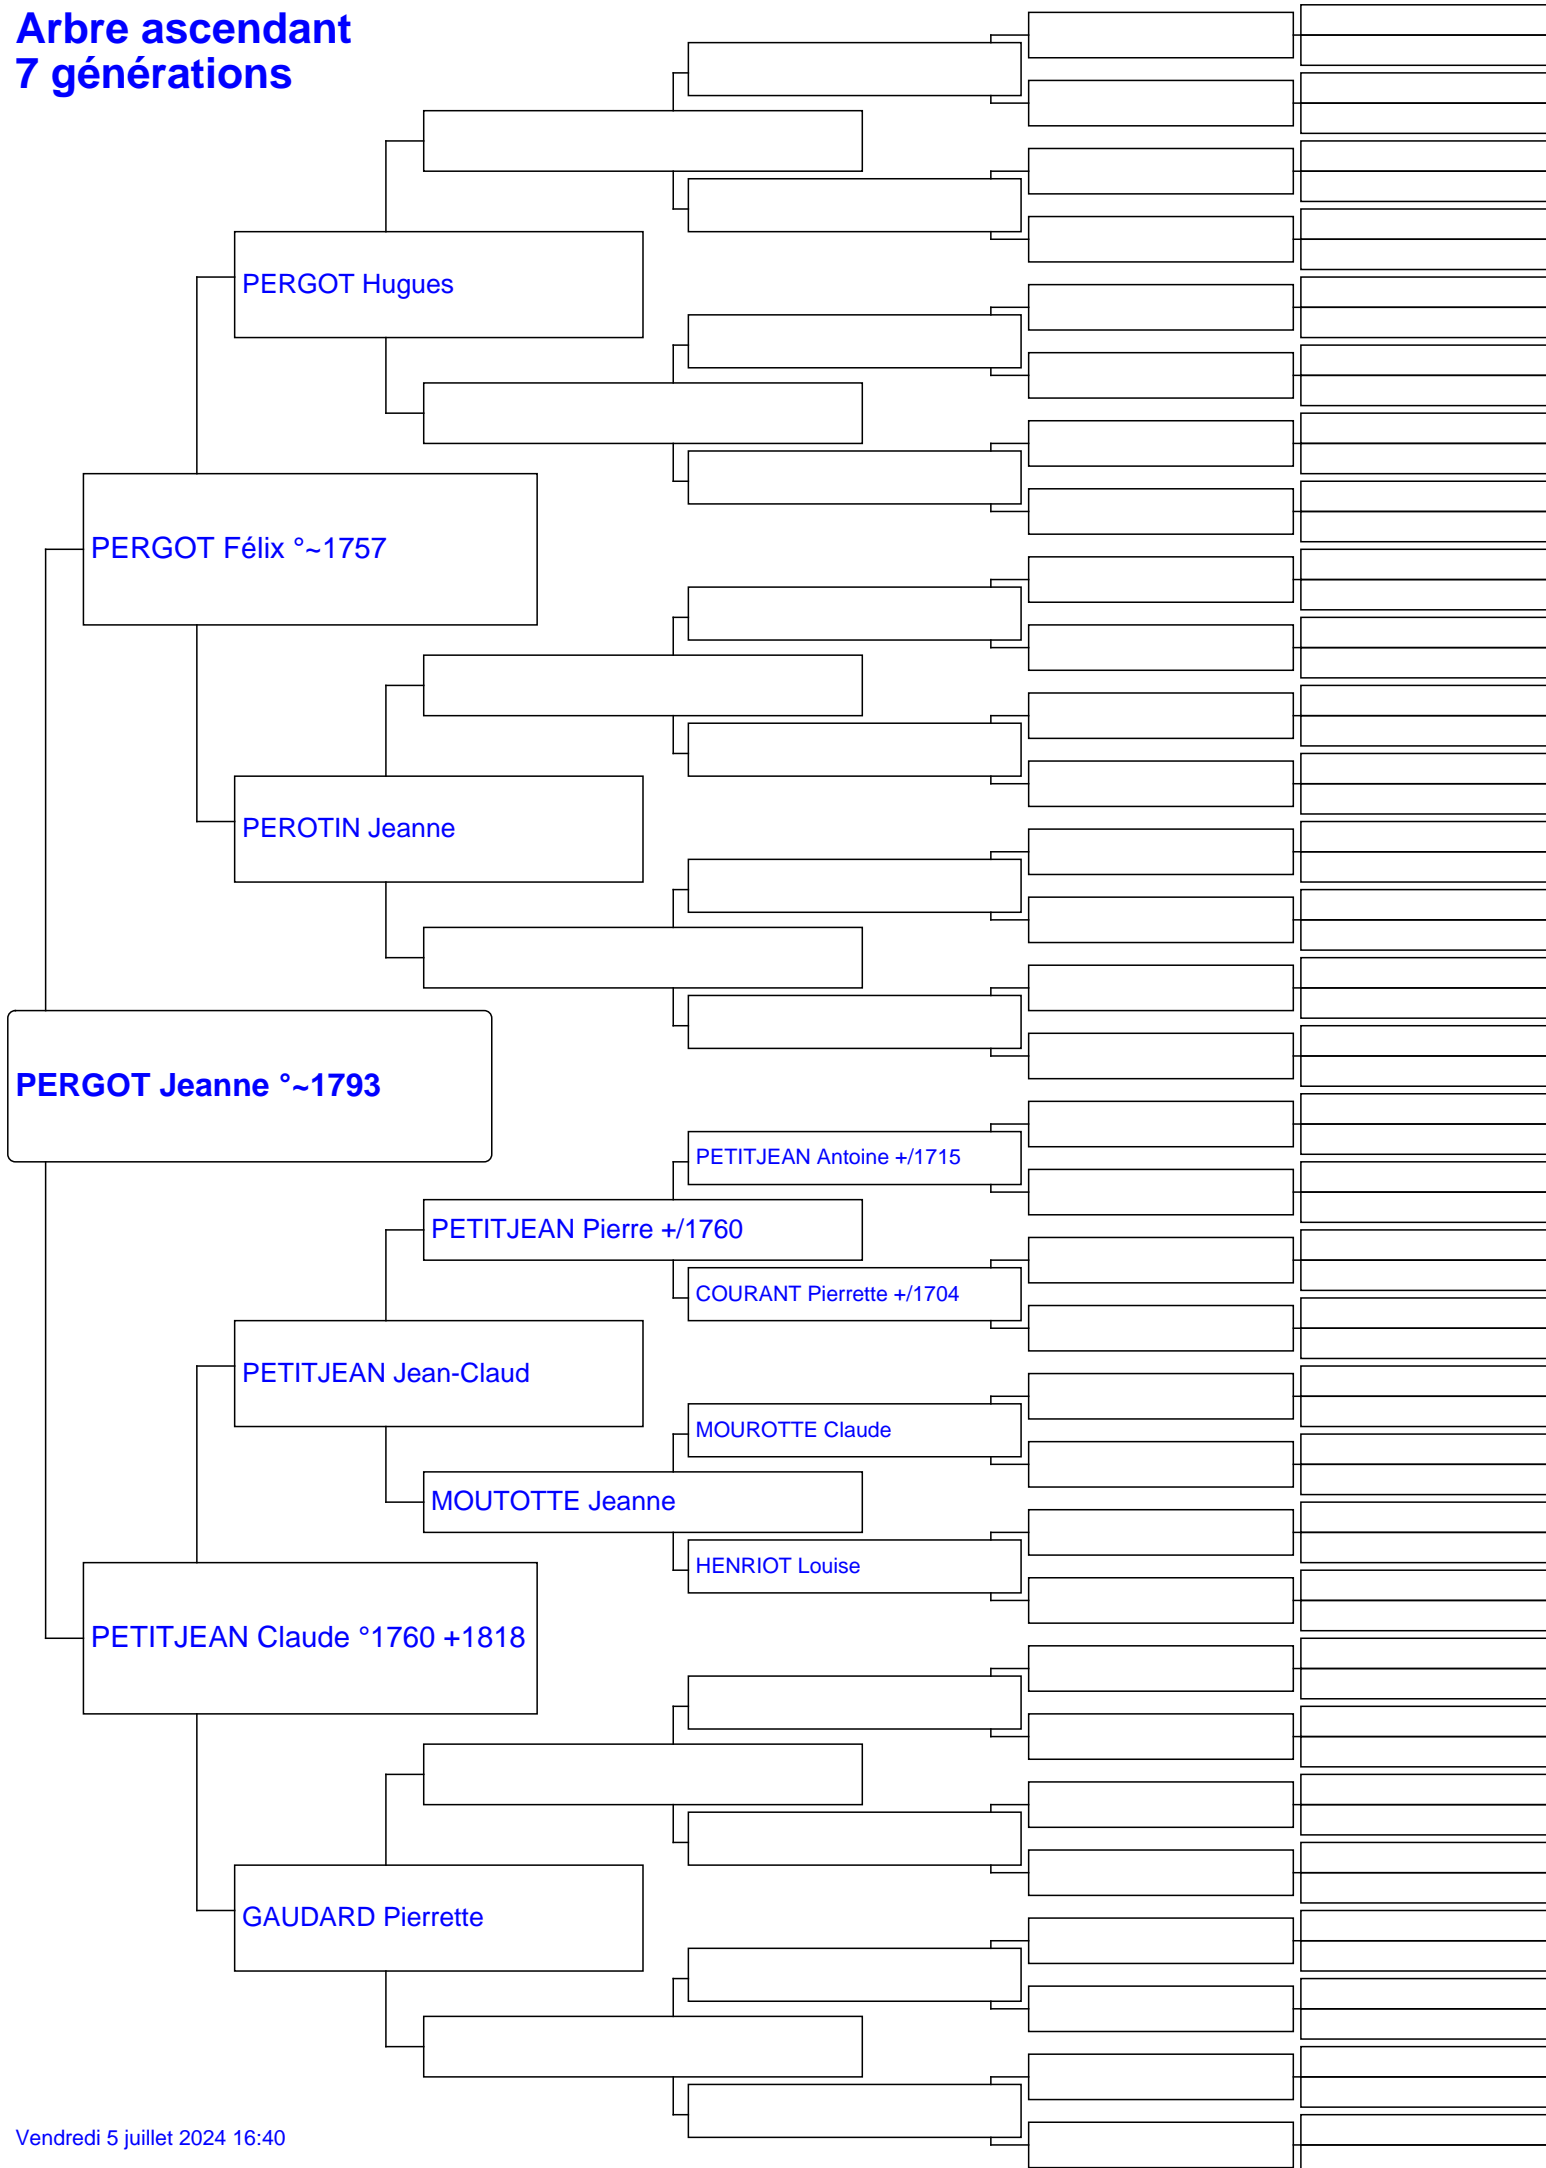 Arbre ascendant
7 générations
PERGOT Hugues
PERGOT Félix °~1757
PEROTIN Jeanne
PERGOT Jeanne °~1793
PETITJEAN Antoine +/1715
PETITJEAN Pierre +/1760
COURANT Pierrette +/1704
PETITJEAN Jean-Claud
MOUROTTE Claude
MOUTOTTE Jeanne
HENRIOT Louise
PETITJEAN Claude °1760 +1818
GAUDARD Pierrette
Vendredi 5 juillet 2024 16:40